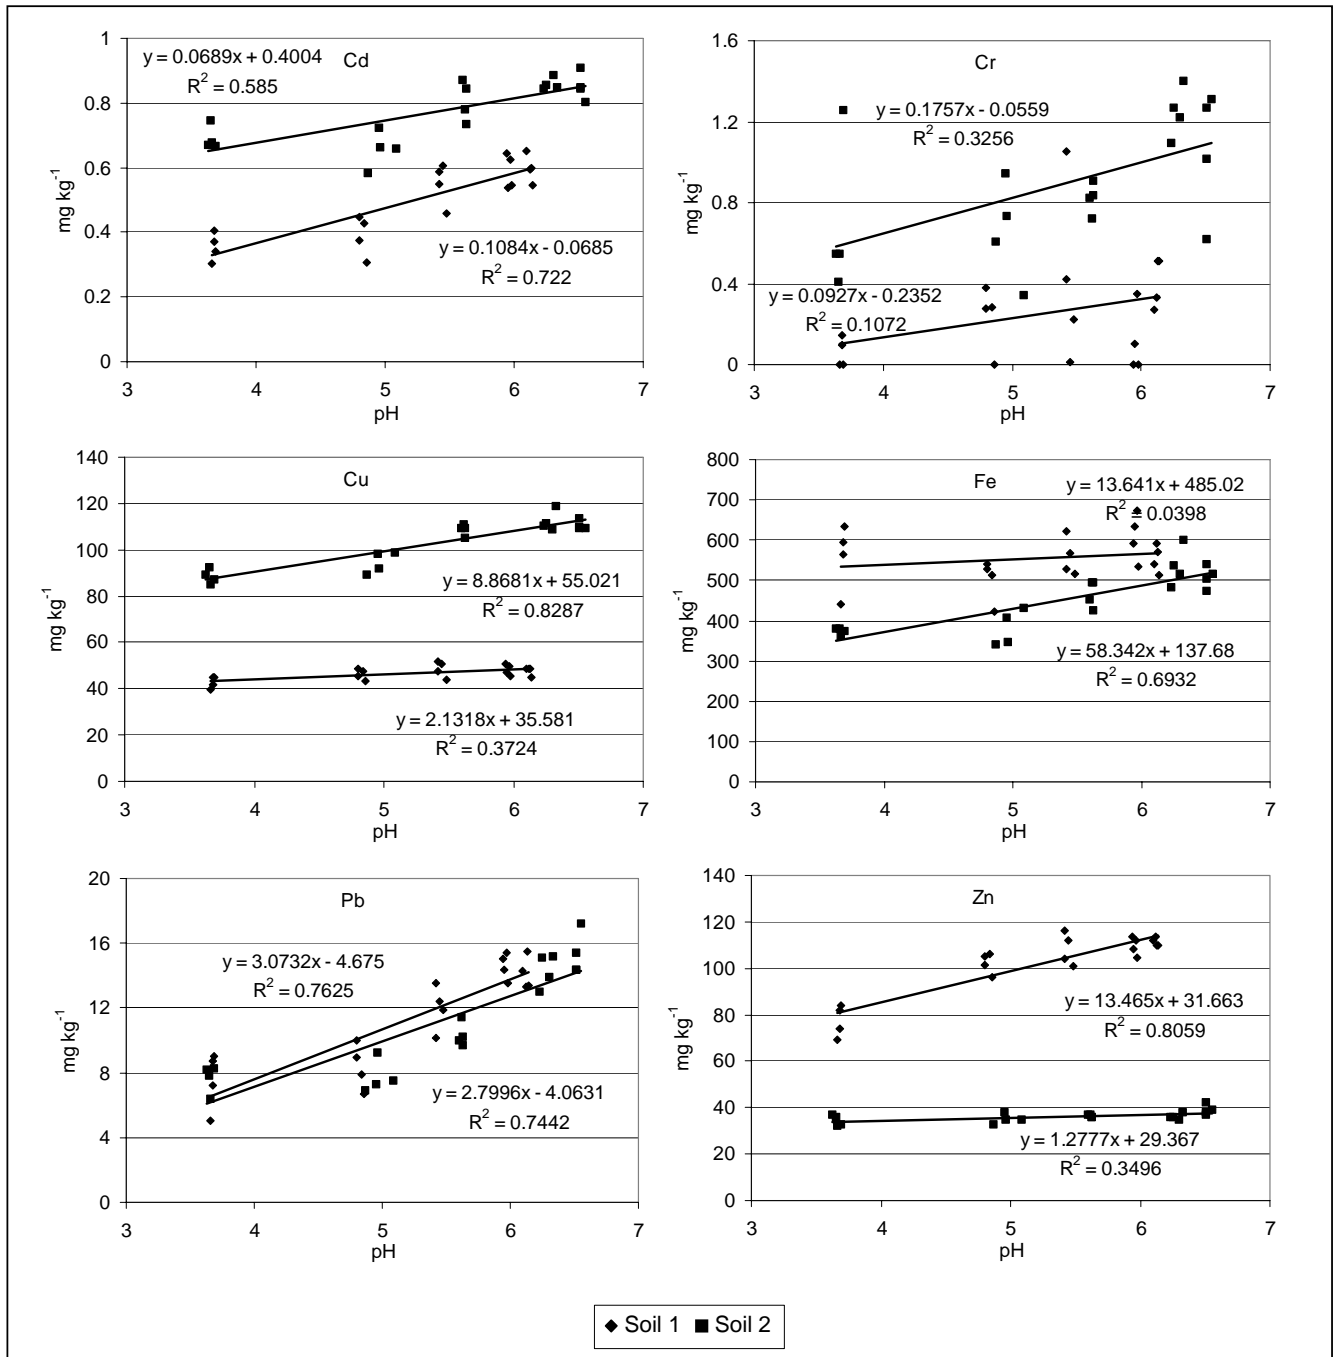 Cd
y = 0.0689x + 0.4004
R² = 0.585
y = 0.1084x - 0.0685
R² = 0.722
mg kg⁻¹
1
0.8
0.6
0.4
0.2
0
3 4 5 6 7
pH
Cr
y = 0.1757x - 0.0559
R² = 0.3256
y = 0.0927x - 0.2352
R² = 0.1072
mg kg⁻¹
1.6
1.2
0.8
0.4
0
3 4 5 6 7
pH
Cu
y = 8.8681x + 55.021
R² = 0.8287
y = 2.1318x + 35.581
R² = 0.3724
mg kg⁻¹
140
120
100
80
60
40
20
0
3 4 5 6 7
pH
Fe
y = 13.641x + 485.02
R² = 0.0398
y = 58.342x + 137.68
R² = 0.6932
mg kg⁻¹
800
700
600
500
400
300
200
100
0
3 4 5 6 7
pH
Pb
y = 3.0732x - 4.675
R² = 0.7625
y = 2.7996x - 4.0631
R² = 0.7442
mg kg⁻¹
20
16
12
8
4
0
3 4 5 6 7
pH
Zn
y = 13.465x + 31.663
R² = 0.8059
y = 1.2777x + 29.367
R² = 0.3496
mg kg⁻¹
140
120
100
80
60
40
20
0
3 4 5 6 7
pH
Soil 1 Soil 2